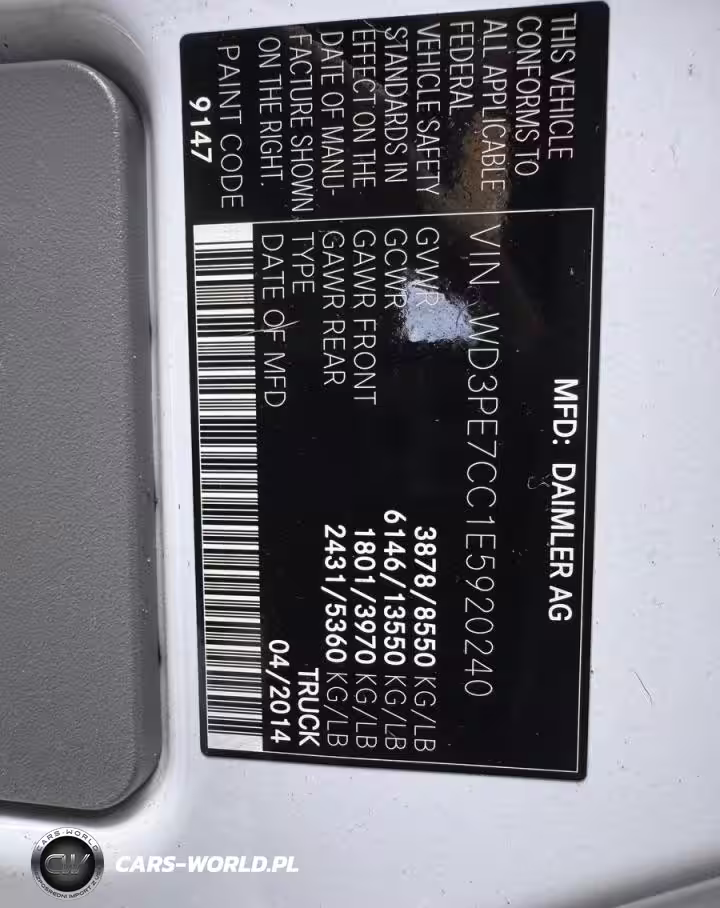 MFD: DAIMLER AG
THIS VEHICLE
CONFORMS TO
ALL APPLICABLE
FEDERAL
VEHICLE SAFETY
STANDARDS IN
EFFECT ON THE
DATE OF MANU-
FACTURE SHOWN
ON THE RIGHT.
PAINT CODE
9147
VIN WD3PE7CC1E5920240
GVWR 3878/8550 KG/LB
GCWR 6146/13550 KG/LB
GAWR FRONT 1801/3970 KG/LB
GAWR REAR 2431/5360 KG/LB
TYPE TRUCK
DATE OF MFD 04/2014
CARS-WORLD
CW
CARS-WORLD.PL